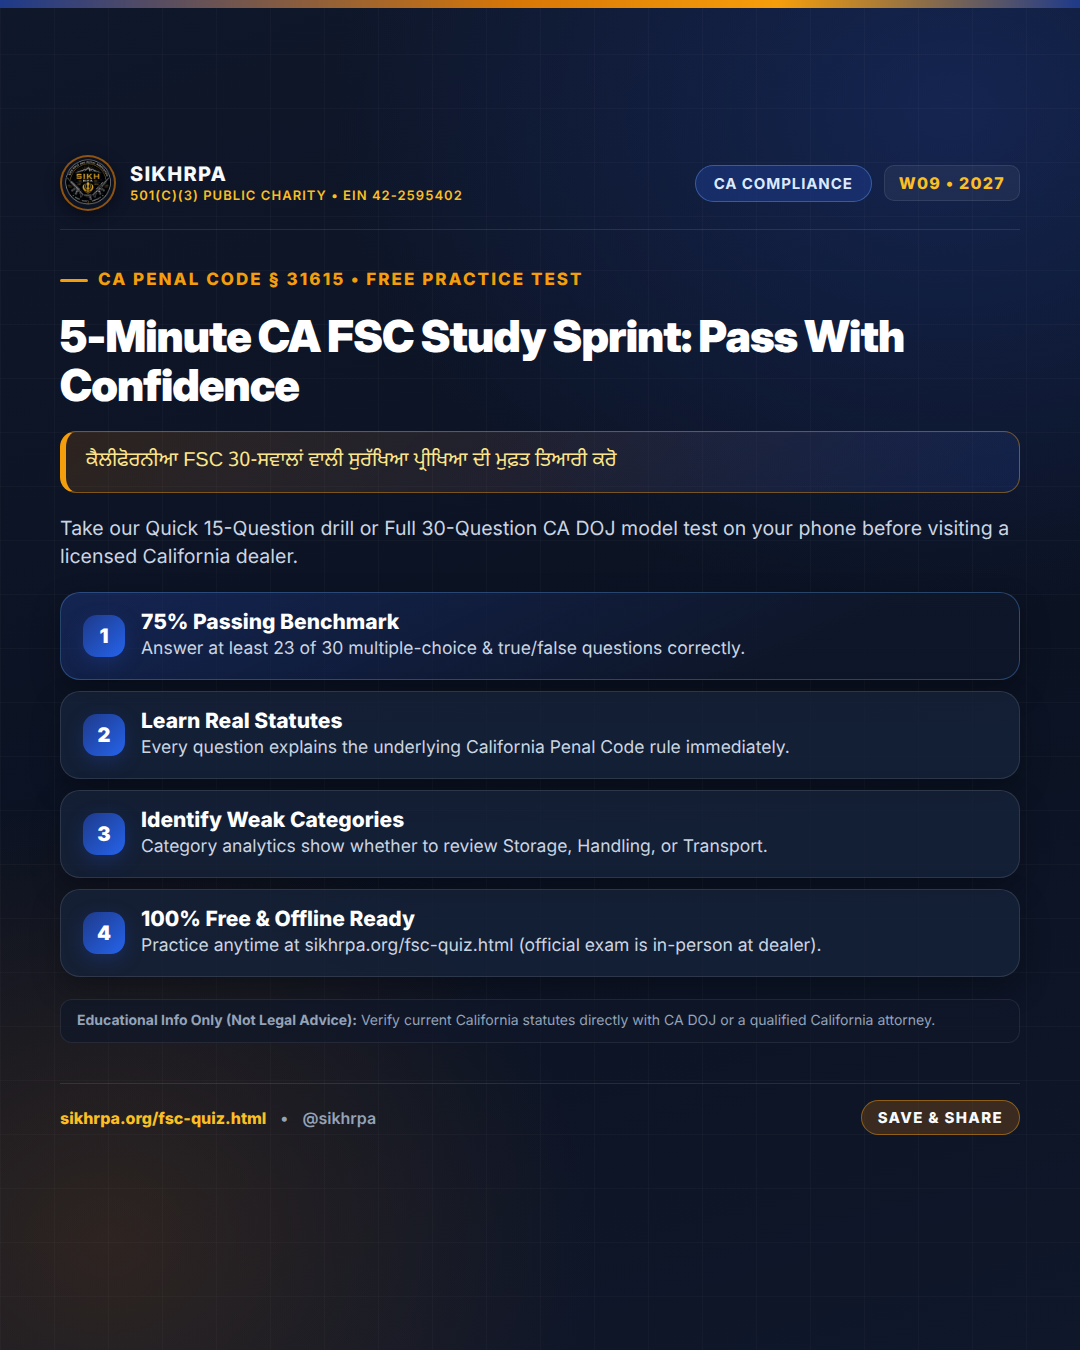 SIKH
SIKHRPA
501(C)(3) PUBLIC CHARITY • EIN 42-2595402
CA COMPLIANCE
W09 • 2027
CA PENAL CODE § 31615 • FREE PRACTICE TEST
5-Minute CA FSC Study Sprint: Pass With
Confidence
ਕੈਲੀਫੋਰਨੀਆ FSC 30-ਸਵਾਲਾਂ ਵਾਲੀ ਸੁਰੱਖਿਆ ਪ੍ਰੀਖਿਆ ਦੀ ਮੁਫ਼ਤ ਤਿਆਰੀ ਕਰੋ
Take our Quick 15-Question drill or Full 30-Question CA DOJ model test on your phone before visiting a
licensed California dealer.
1
75% Passing Benchmark
Answer at least 23 of 30 multiple-choice & true/false questions correctly.
2
Learn Real Statutes
Every question explains the underlying California Penal Code rule immediately.
3
Identify Weak Categories
Category analytics show whether to review Storage, Handling, or Transport.
4
100% Free & Offline Ready
Practice anytime at sikhrpa.org/fsc-quiz.html (official exam is in-person at dealer).
Educational Info Only (Not Legal Advice): Verify current California statutes directly with CA DOJ or a qualified California attorney.
sikhrpa.org/fsc-quiz.html • @sikhrpa
SAVE & SHARE